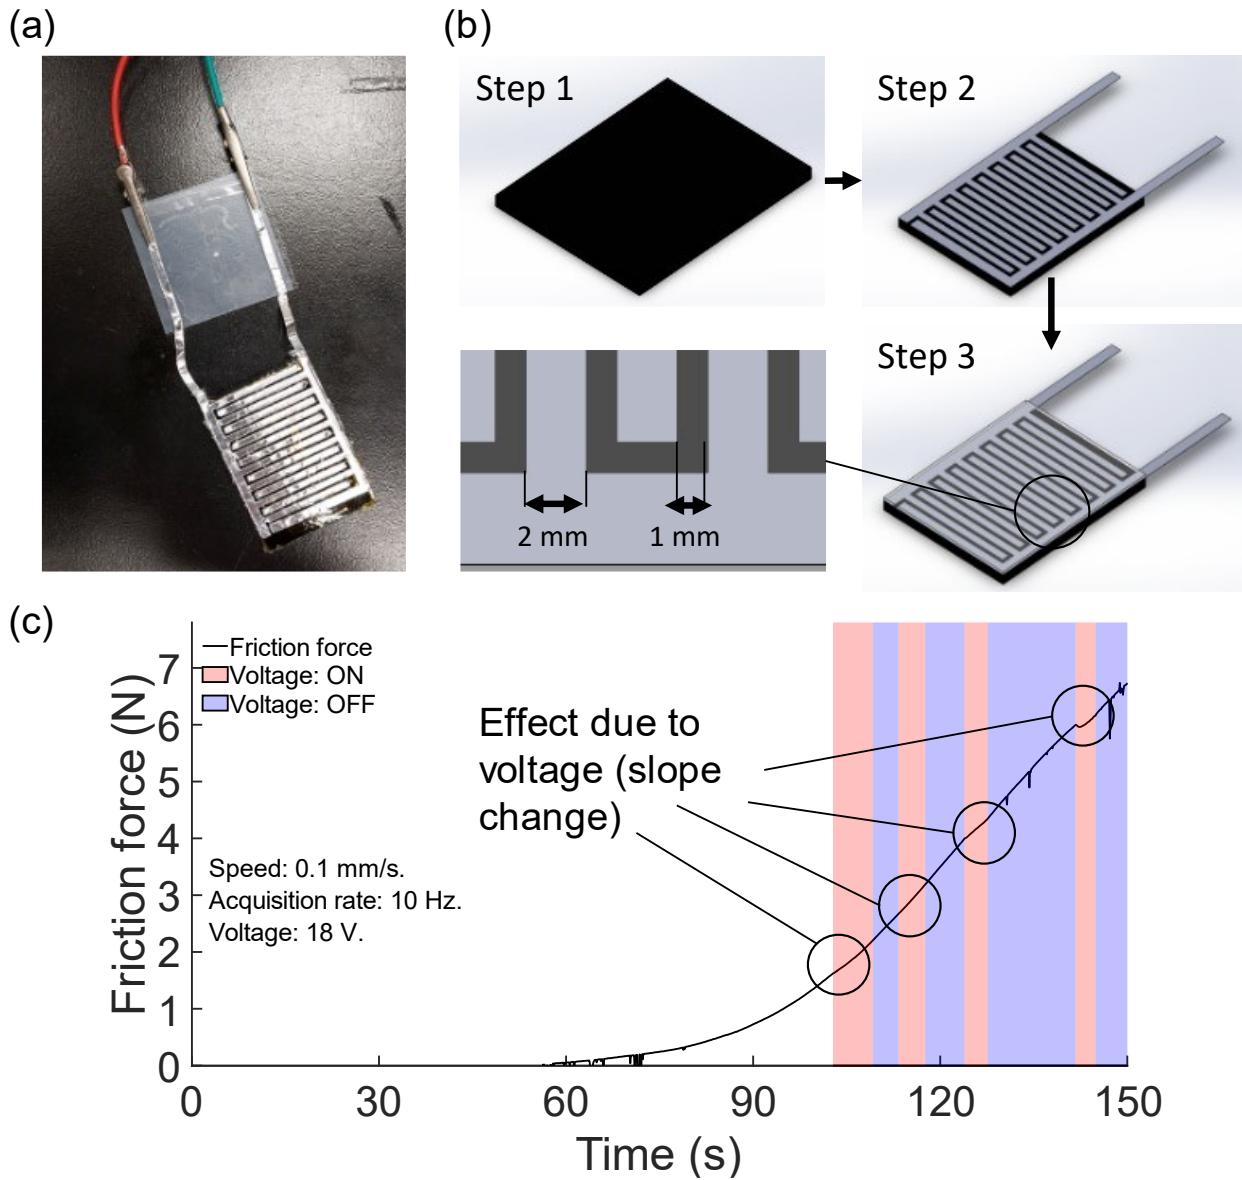 (a)
(b)
Step 1
Step 2
Step 3
2 mm
1 mm
(c)
Friction force
Voltage: ON
Voltage: OFF
Effect due to
voltage (slope
change)
Speed: 0.1 mm/s.
Acquisition rate: 10 Hz.
Voltage: 18 V.
Friction force (N)
7
6
5
4
3
2
1
0
0
30
60
90
120
150
Time (s)